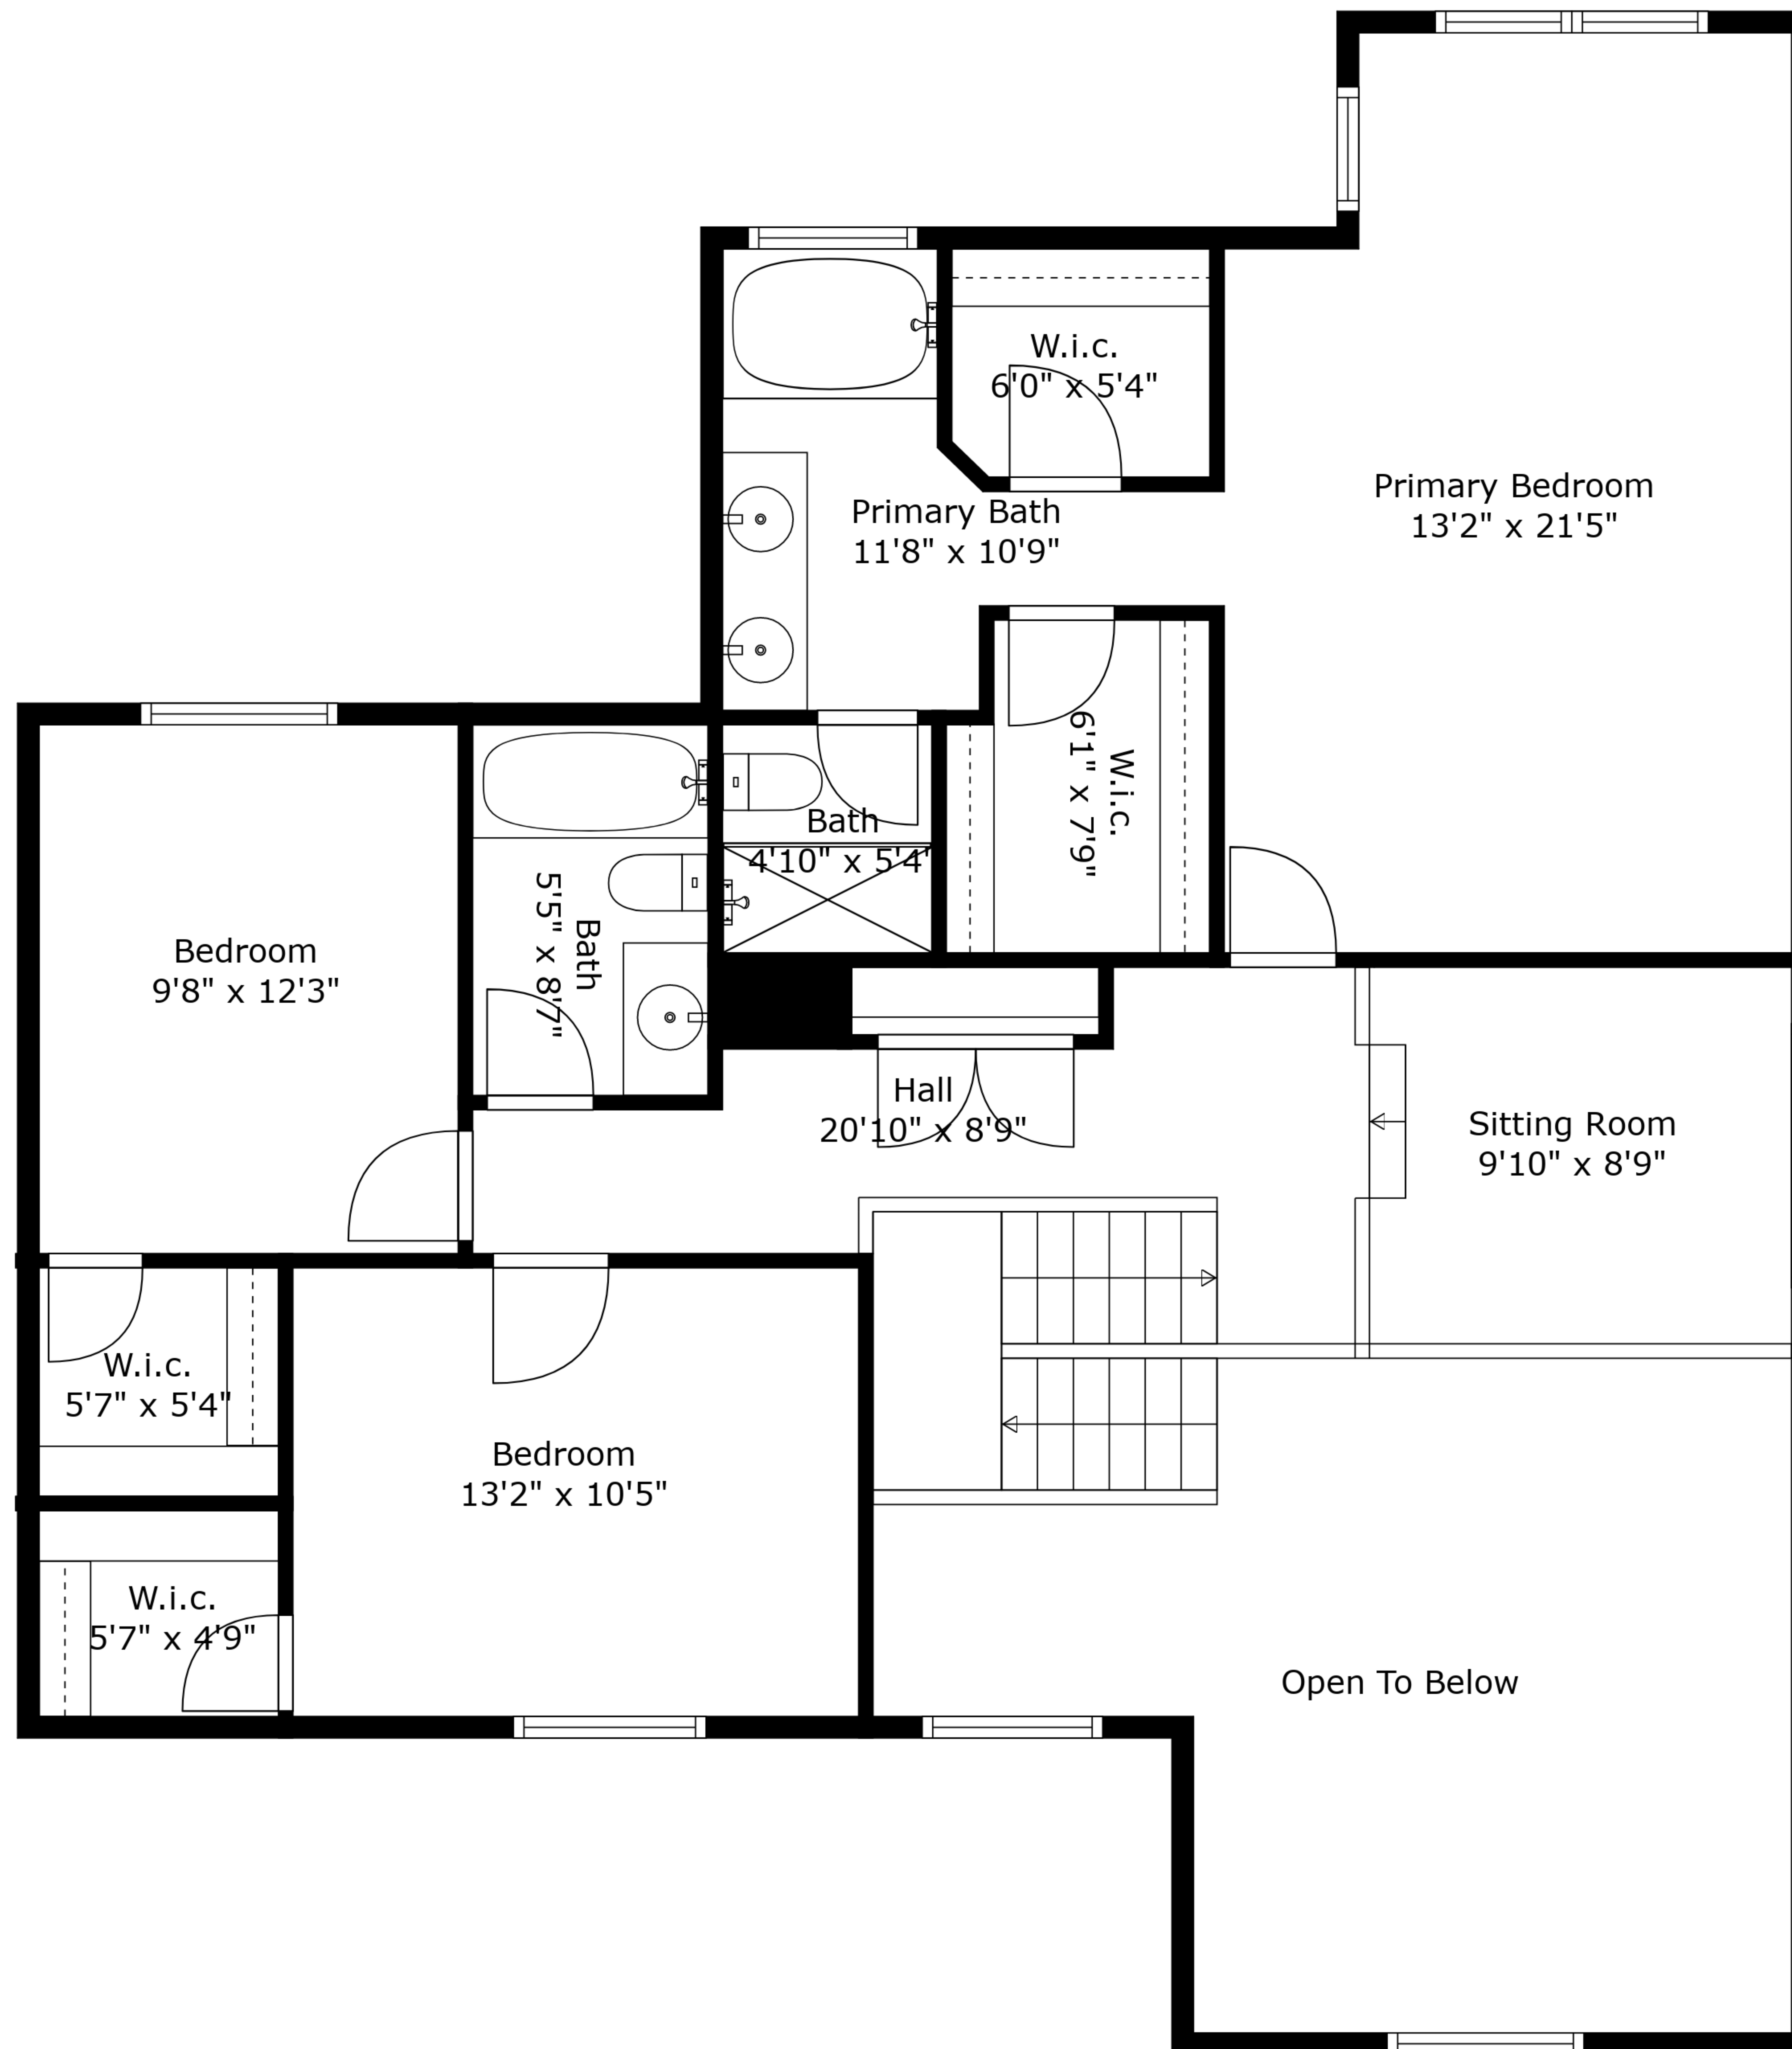 W.i.c.
6'0" x 5'4"
Primary Bedroom
13'2" x 21'5"
Primary Bath
11'8" x 10'9"
W.i.c.
6'1" x 7'9"
Bath
4'10" x 5'4"
Bath
5'5" x 8'7"
Bedroom
9'8" x 12'3"
Hall
20'10" x 8'9"
Sitting Room
9'10" x 8'9"
W.i.c.
5'7" x 5'4"
Bedroom
13'2" x 10'5"
W.i.c.
5'7" x 4'9"
Open To Below